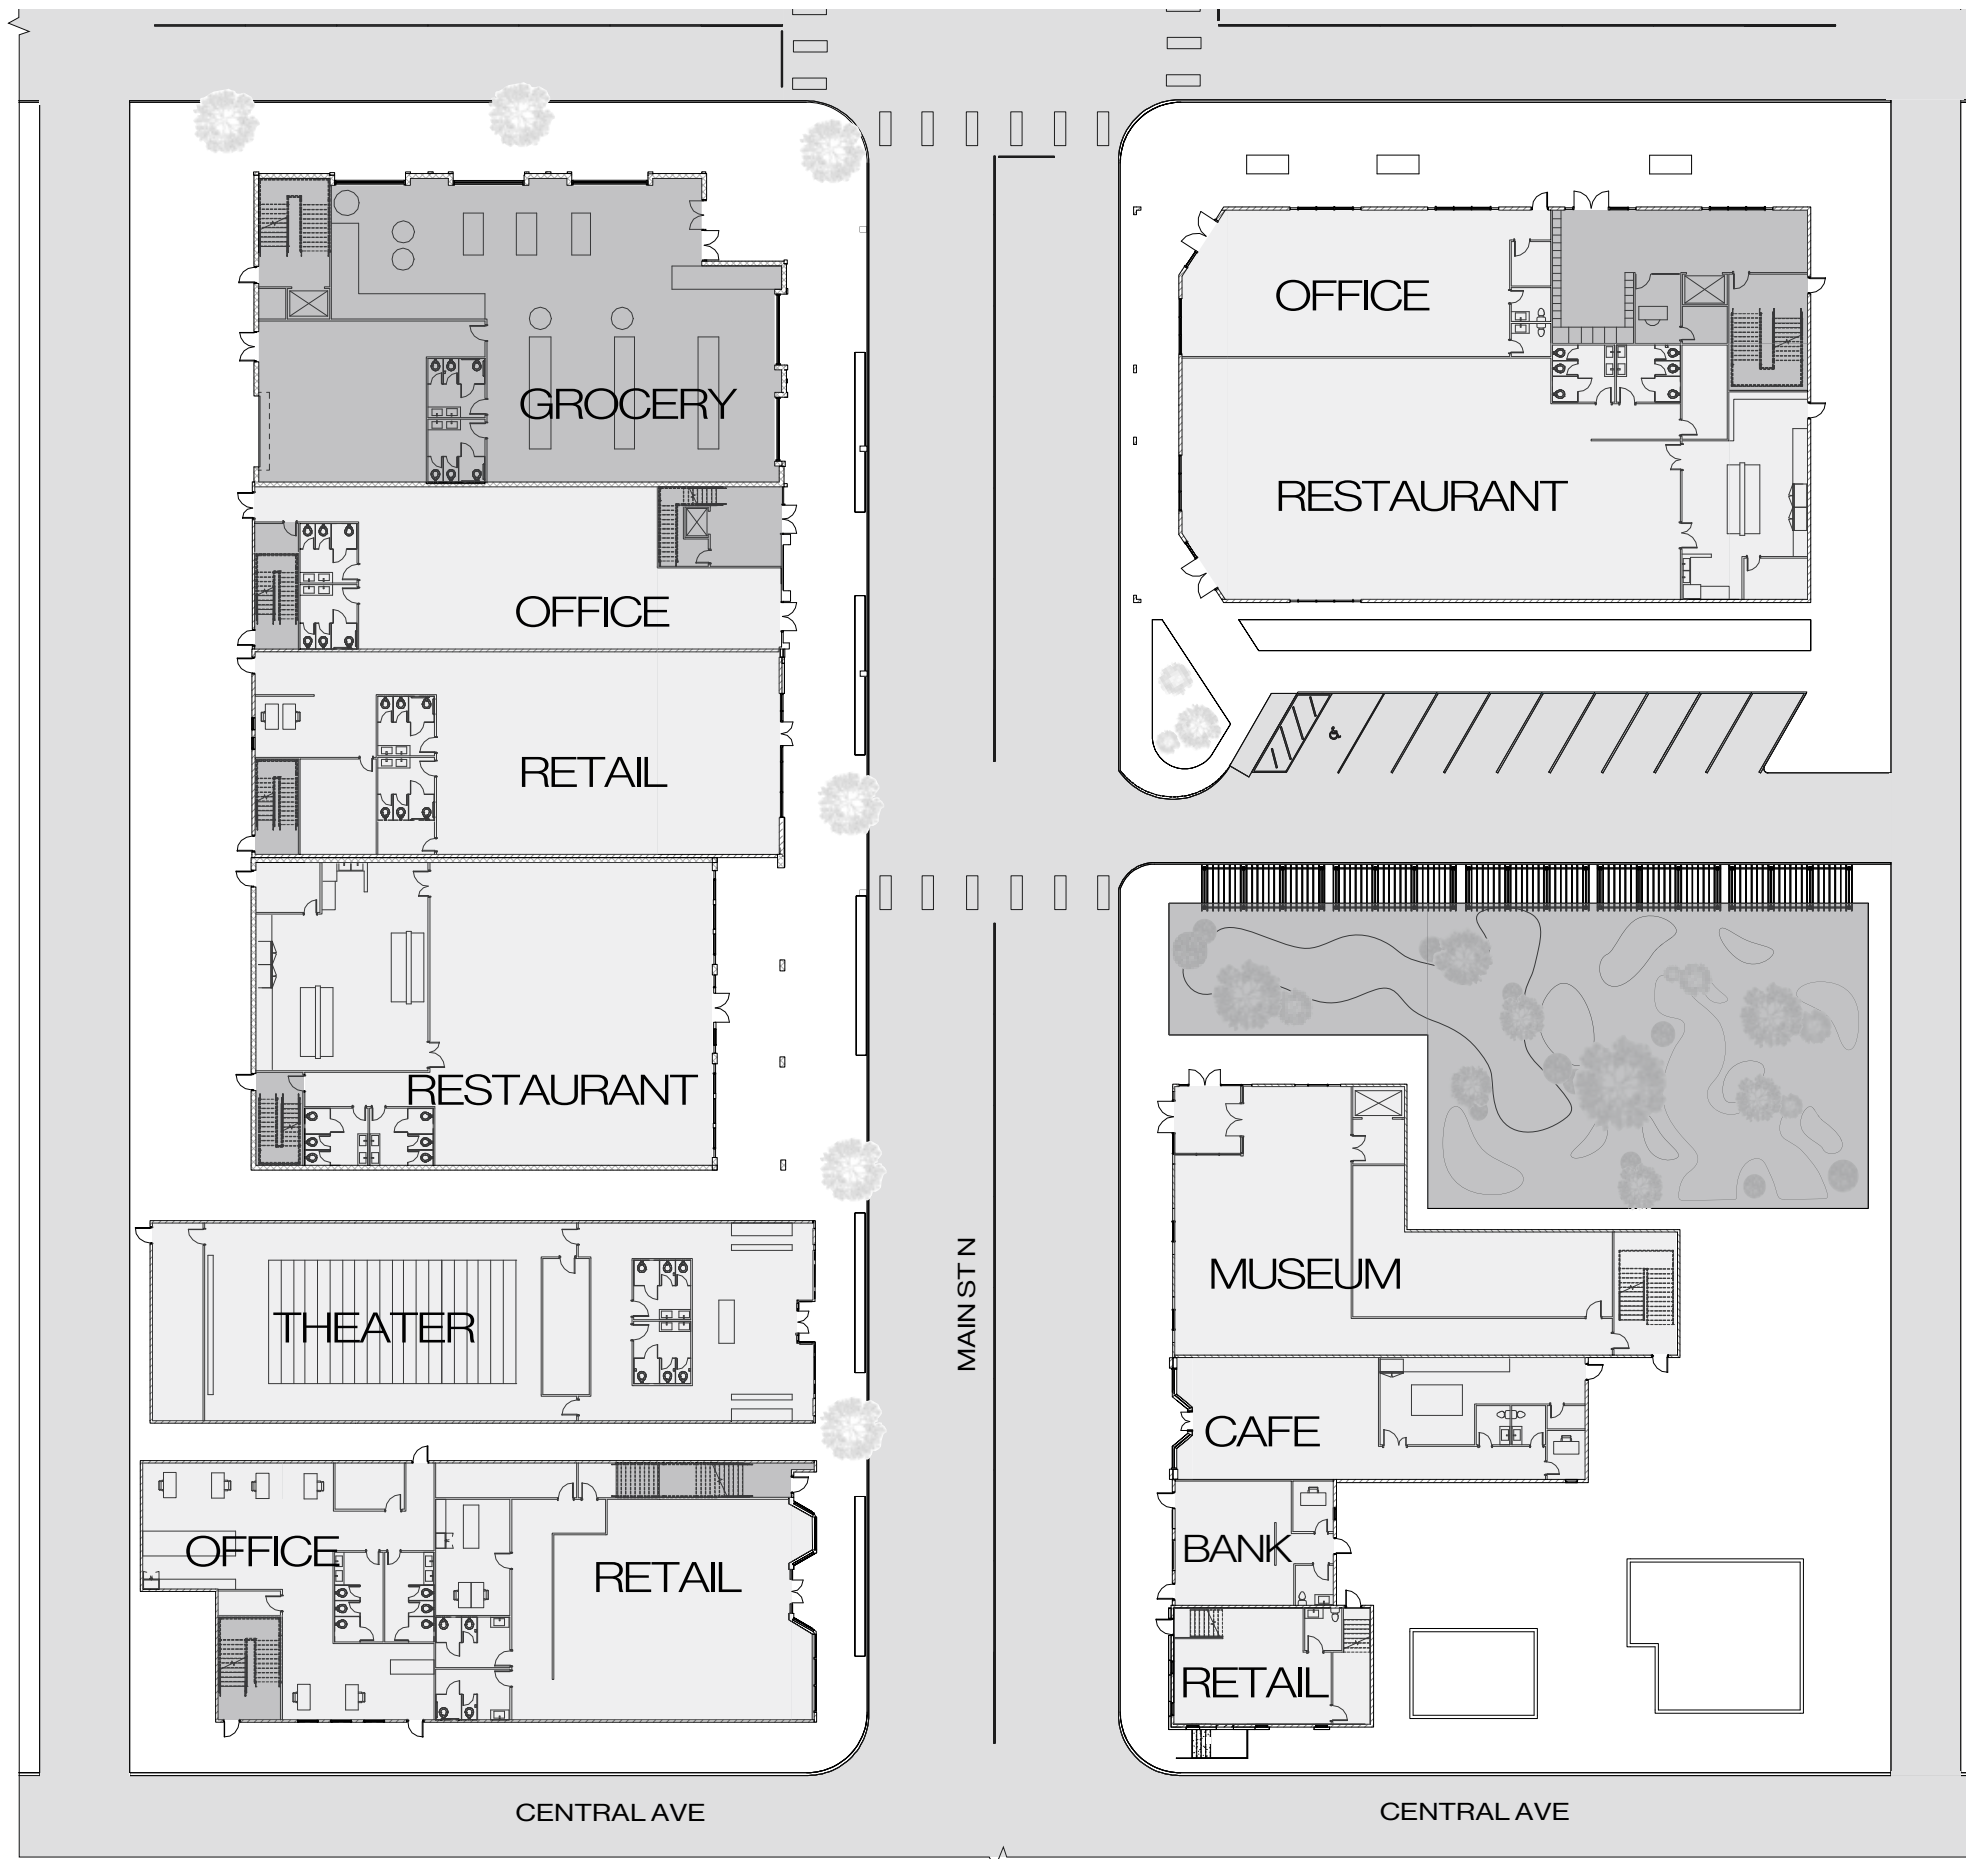 GROCERY
OFFICE
RETAIL
RESTAURANT
THEATER
OFFICE
RETAIL
MAIN ST N
OFFICE
RESTAURANT
MUSEUM
CAFE
BANK
RETAIL
CENTRAL AVE
CENTRAL AVE